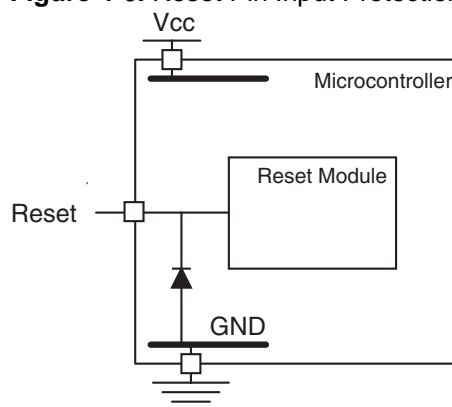 Vcc
Microcontroller
Reset Module
Reset
GND